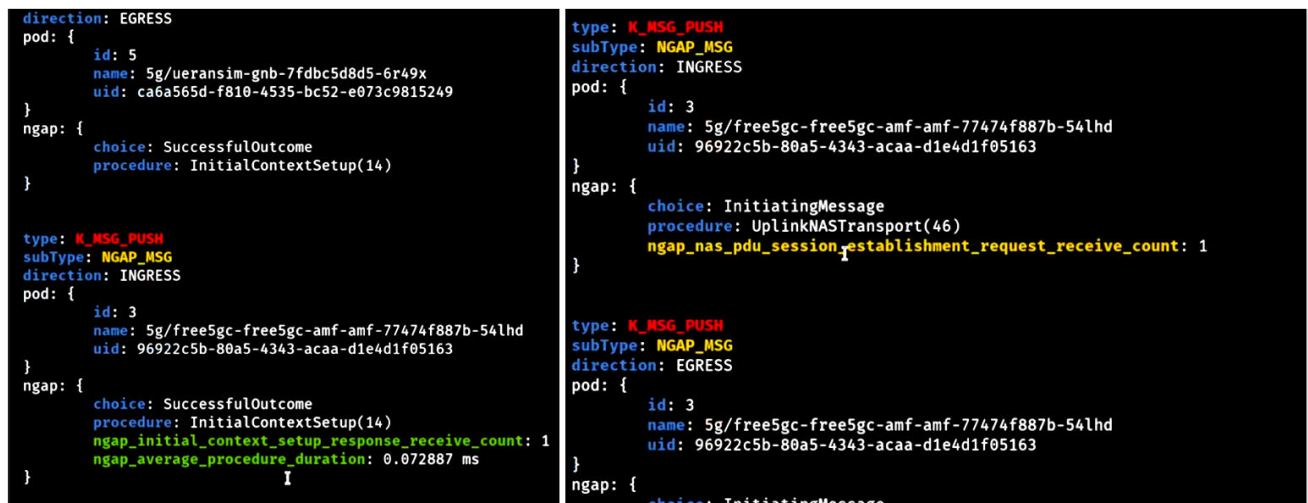 direction: EGRESS
pod: {
id: 5
name: 5g/ueransim-gnb-7fdbc5d8d5-6r49x
uid: ca6a565d-f810-4535-bc52-e073c9815249
}
ngap: {
choice: SuccessfulOutcome
procedure: InitialContextSetup(14)
}
type: K_MSG_PUSH
subType: NGAP_MSG
direction: INGRESS
pod: {
id: 3
name: 5g/free5gc-free5gc-amf-amf-77474f887b-54lhd
uid: 96922c5b-80a5-4343-acaa-d1e4d1f05163
}
ngap: {
choice: SuccessfulOutcome
procedure: InitialContextSetup(14)
ngap_initial_context_setup_response_receive_count: 1
ngap_average_procedure_duration: 0.072887 ms
}
type: K_MSG_PUSH
subType: NGAP_MSG
direction: INGRESS
pod: {
id: 3
name: 5g/free5gc-free5gc-amf-amf-77474f887b-54lhd
uid: 96922c5b-80a5-4343-acaa-d1e4d1f05163
}
ngap: {
choice: InitiatingMessage
procedure: UplinkNASTransport(46)
ngap_nas_pdu_session_establishment_request_receive_count: 1
}
type: K_MSG_PUSH
subType: NGAP_MSG
direction: EGRESS
pod: {
id: 3
name: 5g/free5gc-free5gc-amf-amf-77474f887b-54lhd
uid: 96922c5b-80a5-4343-acaa-d1e4d1f05163
}
ngap: {
choice: InitiatingMessage